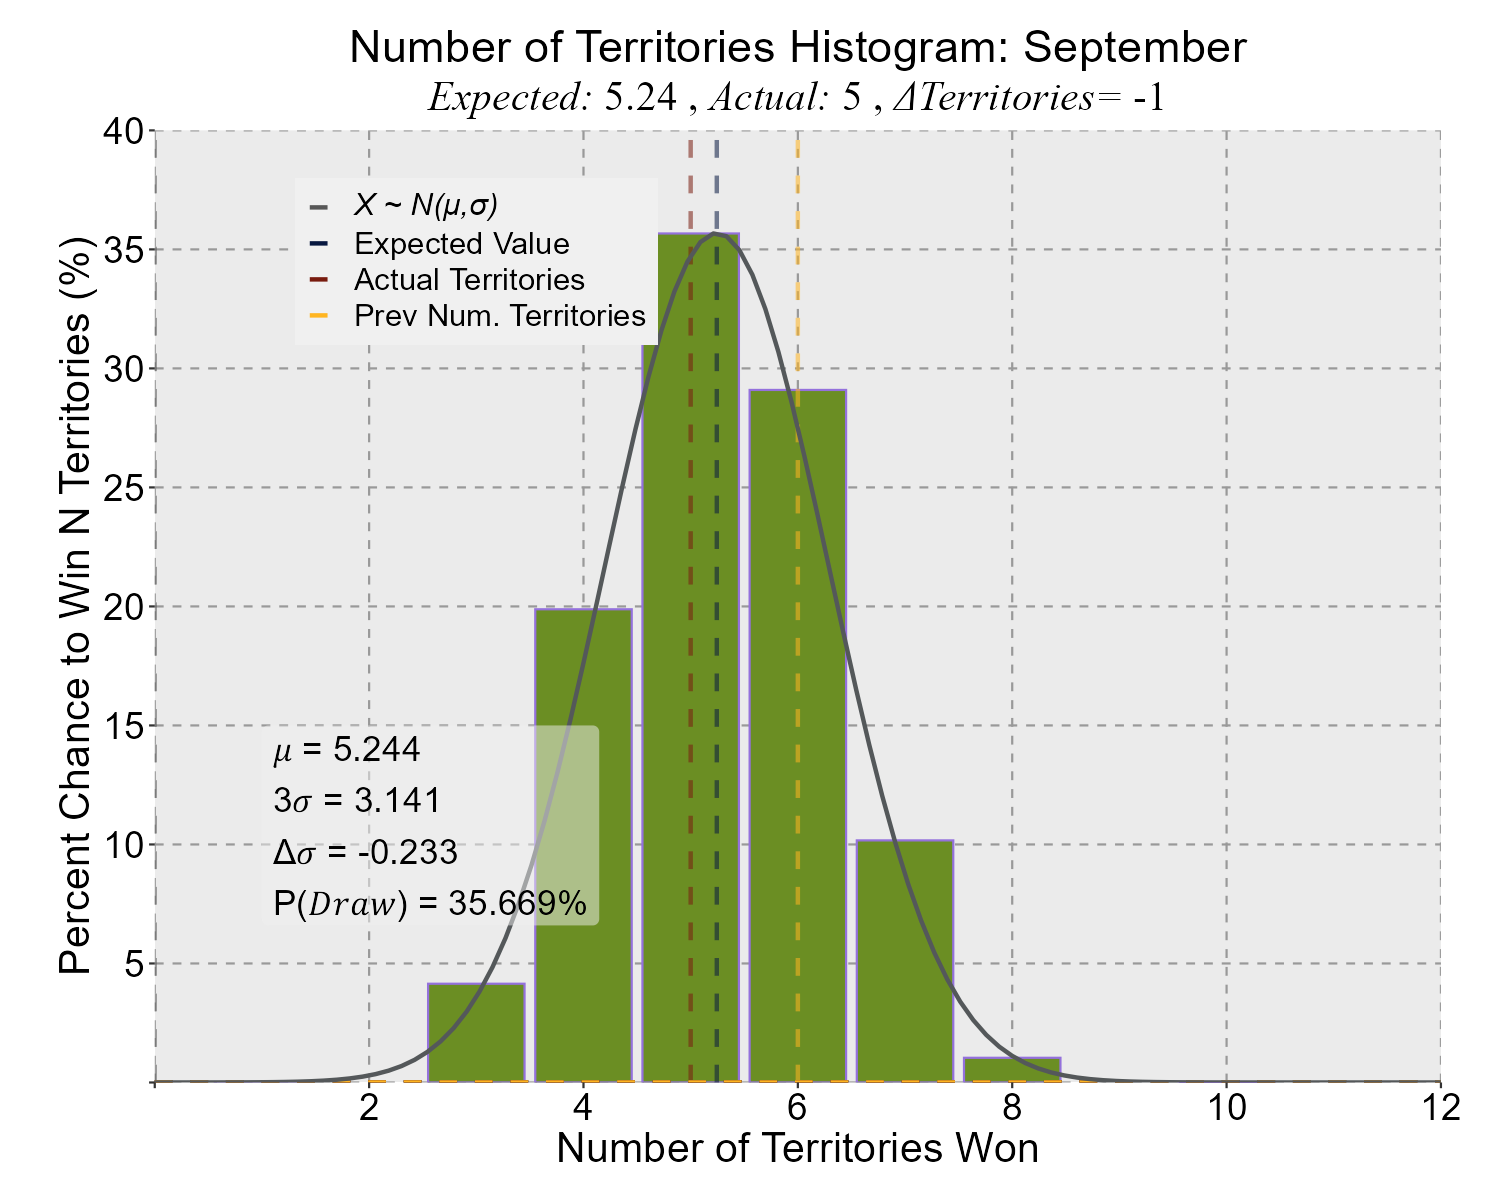 Number of Territories Histogram: September
Expected: 5.24 , Actual: 5 , ΔTerritories= -1
40
35
30
25
20
15
10
5
Percent Chance to Win N Territories (%)
X ~ N(μ,σ)
Expected Value
Actual Territories
Prev Num. Territories
μ = 5.244
3σ = 3.141
Δσ = -0.233
P(Draw) = 35.669%
2 4 6 8 10 12
Number of Territories Won